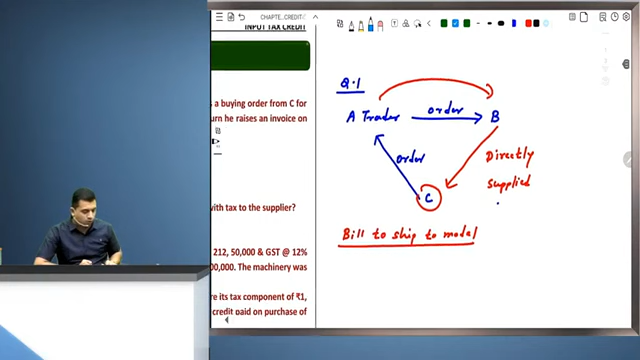 CHAPTE..CREDIT
INPUT TAX CREDIT
s a buying order from C for
urn he raises an invoice on
with tax to the supplier?
212, 50,000 & GST @ 12%
00,000. The machinery was
re its tax component of ₹1,
credit paid on purchase of
Q.1
A Trader order B
order
Directly
supplied
C
Bill to ship to model